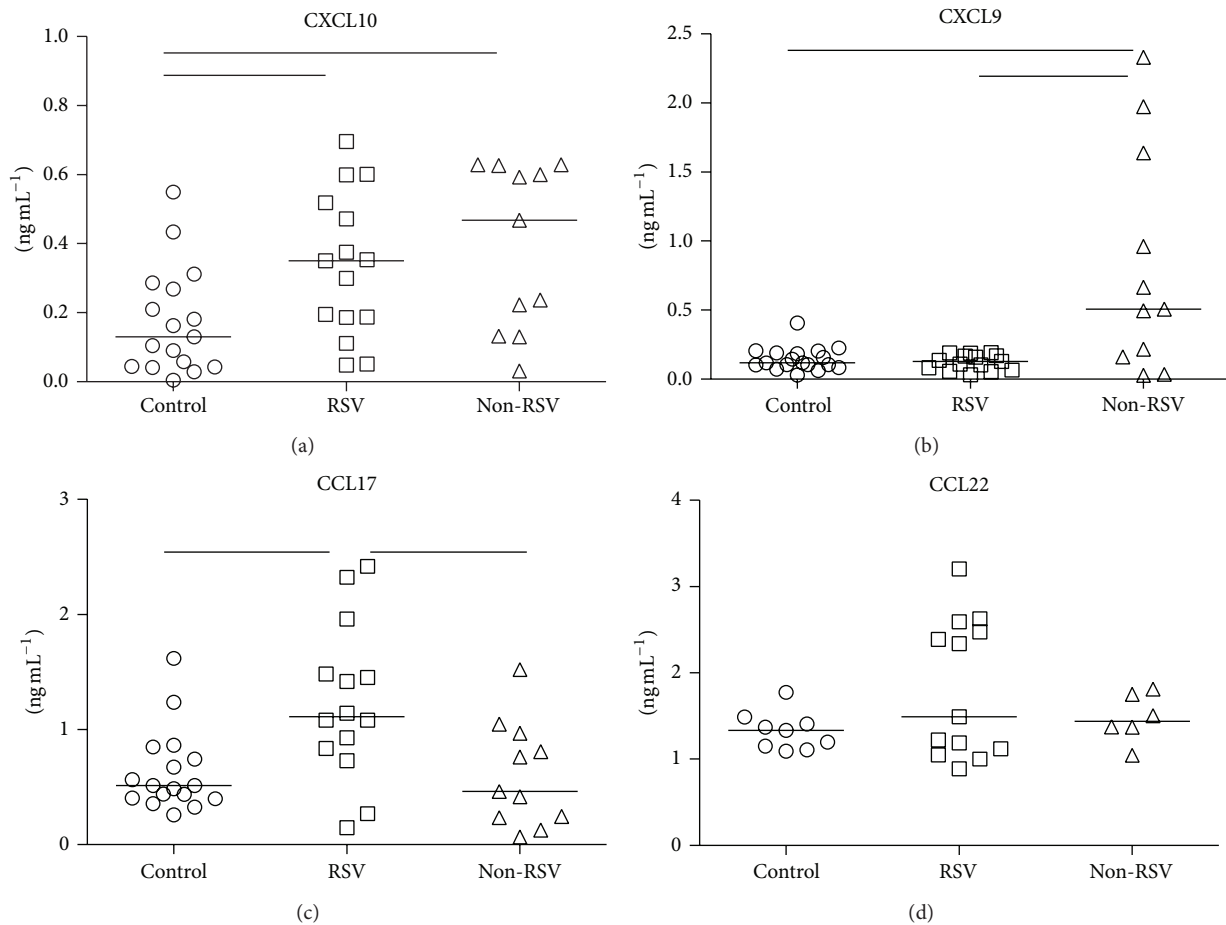 CXCL10
1.0
0.8
0.6
0.4
0.2
0.0
(ng mL−1)
Control
RSV
Non-RSV
(a)
CXCL9
2.5
2.0
1.5
1.0
0.5
0.0
(ng mL−1)
Control
RSV
Non-RSV
(b)
CCL17
3
2
1
0
(ng mL−1)
Control
RSV
Non-RSV
(c)
CCL22
4
3
2
1
0
(ng mL−1)
Control
RSV
Non-RSV
(d)